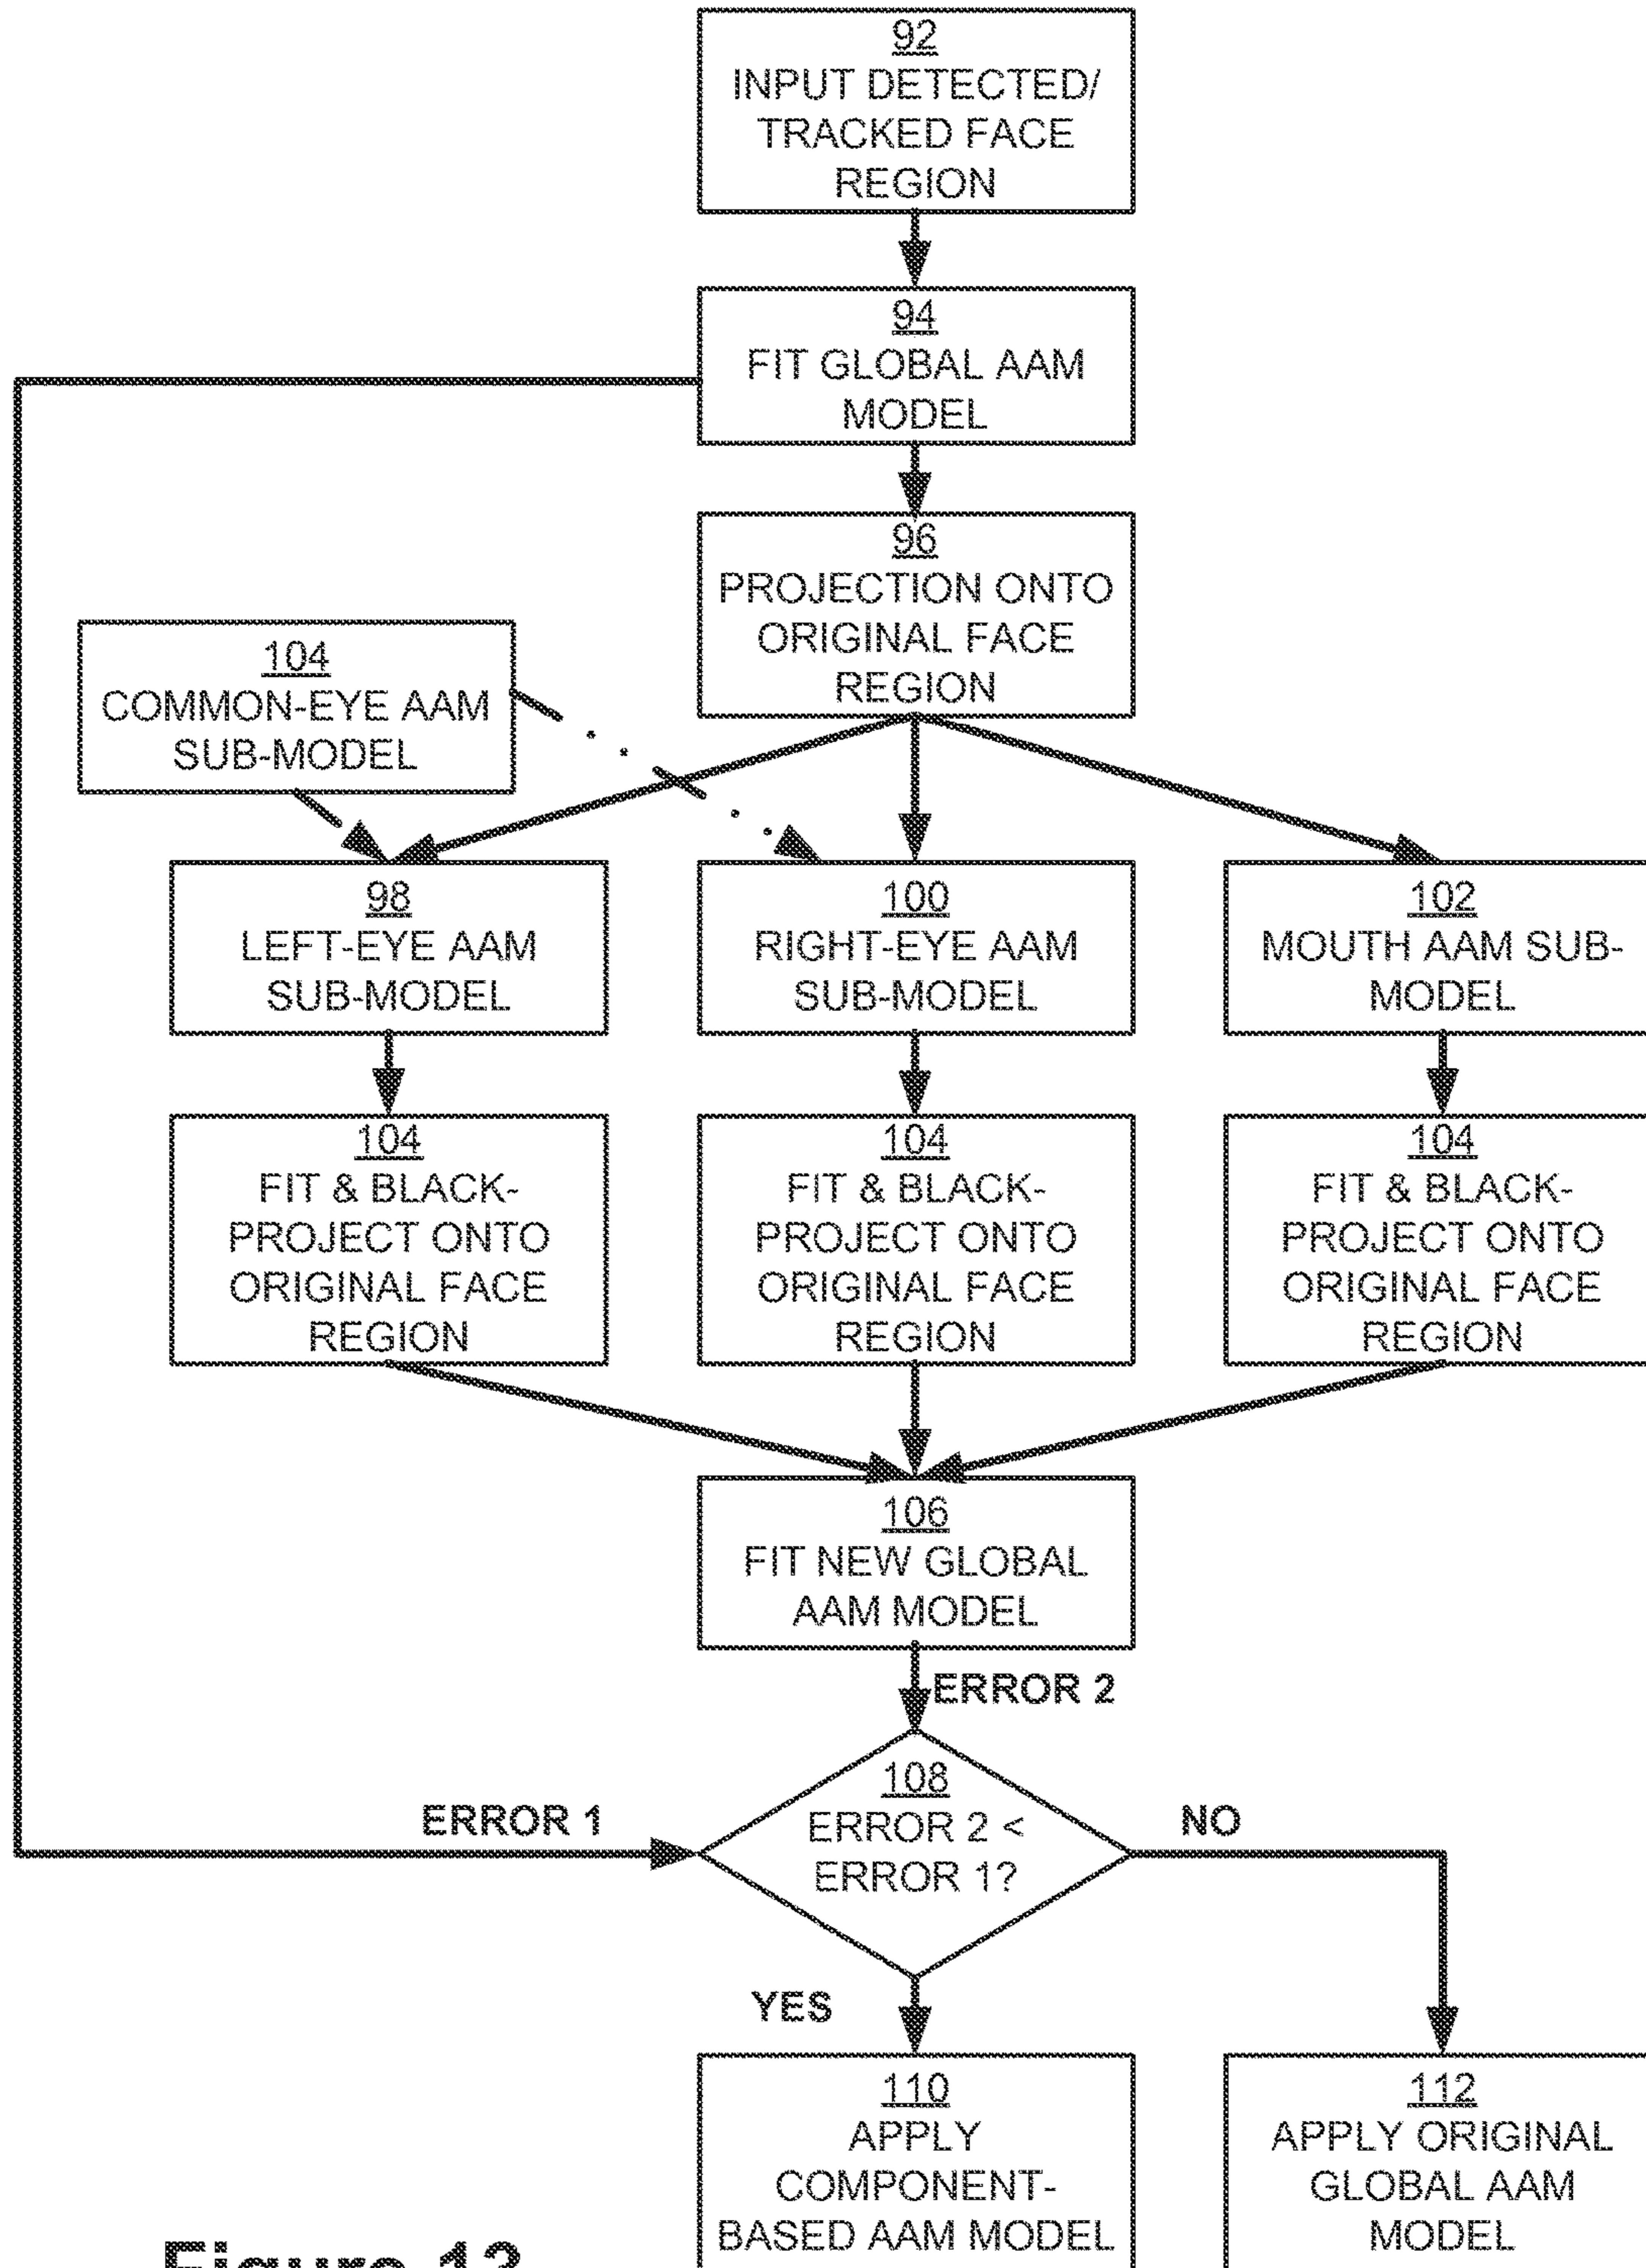 92
INPUT DETECTED/
TRACKED FACE
REGION
94
FIT GLOBAL AAM
MODEL
96
PROJECTION ONTO
ORIGINAL FACE
REGION
104
COMMON-EYE AAM
SUB-MODEL
98
LEFT-EYE AAM
SUB-MODEL
100
RIGHT-EYE AAM
SUB-MODEL
102
MOUTH AAM SUB-
MODEL
104
FIT & BLACK-
PROJECT ONTO
ORIGINAL FACE
REGION
104
FIT & BLACK-
PROJECT ONTO
ORIGINAL FACE
REGION
104
FIT & BLACK-
PROJECT ONTO
ORIGINAL FACE
REGION
106
FIT NEW GLOBAL
AAM MODEL
ERROR 2
108
ERROR 2 <
ERROR 1?
ERROR 1
NO
YES
110
APPLY
COMPONENT-
BASED AAM MODEL
112
APPLY ORIGINAL
GLOBAL AAM
MODEL
Figure